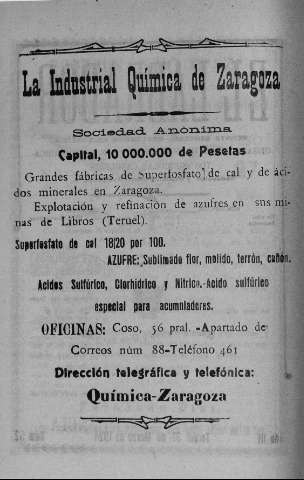 La Industrial Química de Zaragoza
Sociedad Anónima
Capital, 10 000.000 de Pesetas
Grandes fábricas de Superfosfato de cal y de áci-
dos minerales en Zaragoza.
Explotación y refinación de azufres en sus mi-
nas de Libros (Teruel).
Superfosfato de cal 18|20 por 100.
AZUFRE: Sublimado flor, molido, terrón, cañón.
Acidos Sulfúrico, Clorhídrico y Nítrico.-Acido sulfúrico
especial para acumuladores.
OFICINAS: Coso, 56 pral. -Apartado de
Correos núm 88-Teléfono 461
Dirección telegráfica y telefónica:
Química-Zaragoza